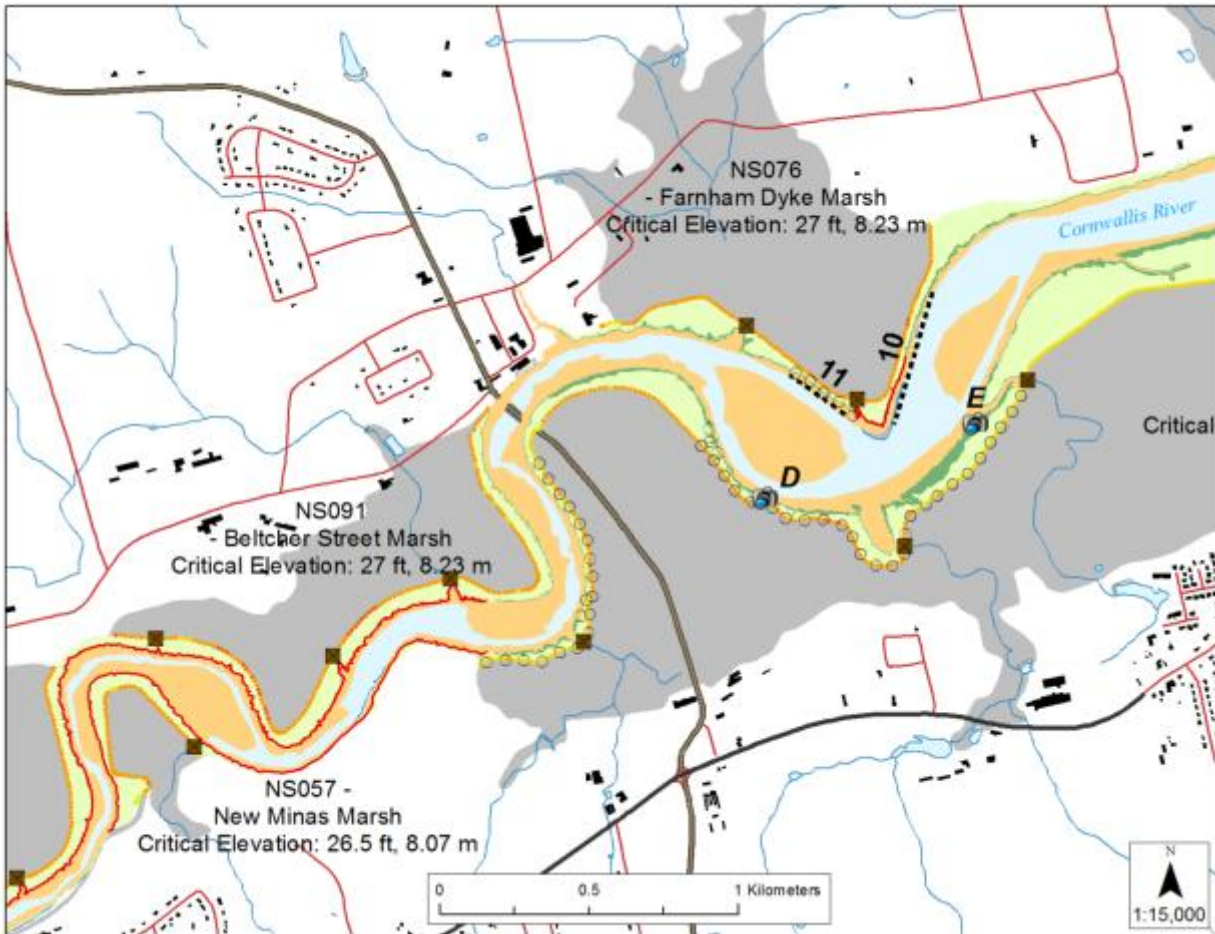 NS076
- Farnham Dyke Marsh
Critical Elevation: 27 ft, 8.23 m
Cornwallis River
11
10
E
D
Critical
NS091
- Beltcher Street Marsh
Critical Elevation: 27 ft, 8.23 m
NS057 -
New Minas Marsh
Critical Elevation: 26.5 ft, 8.07 m
0 0.5 1 Kilometers
N
1:15,000